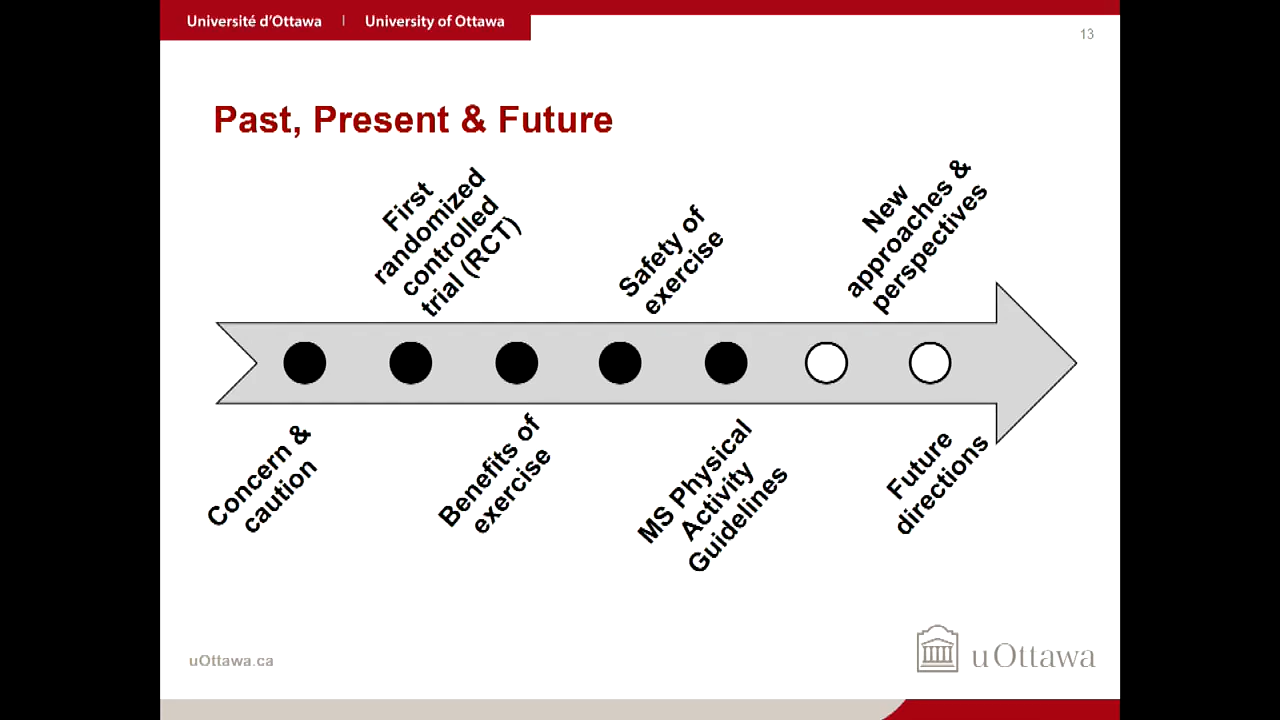 Université d'Ottawa | University of Ottawa
13
Past, Present & Future
First
randomized
controlled
trial (RCT)
Safety of
exercise
New
approaches &
perspectives
Concern &
caution
Benefits of
exercise
MS Physical
Activity
Guidelines
Future
directions
uOttawa.ca
uOttawa